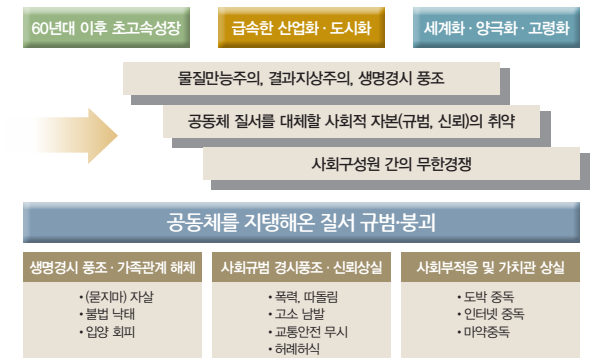 60년대 이후 초고속성장
급속한 산업화 · 도시화
세계화 · 양극화 · 고령화
물질만능주의, 결과지상주의, 생명경시 풍조
공동체 질서를 대체할 사회적 자본(규범, 신뢰)의 취약
사회구성원 간의 무한경쟁
공동체를 지탱해온 질서 규범·붕괴
생명경시 풍조 · 가족관계 해체
• (묻지마) 자살
• 불법 낙태
• 입양 회피
사회규범 경시풍조 · 신뢰상실
• 폭력, 따돌림
• 고소 남발
• 교통안전 무시
• 허례허식
사회부적응 및 가치관 상실
• 도박 중독
• 인터넷 중독
• 마약중독